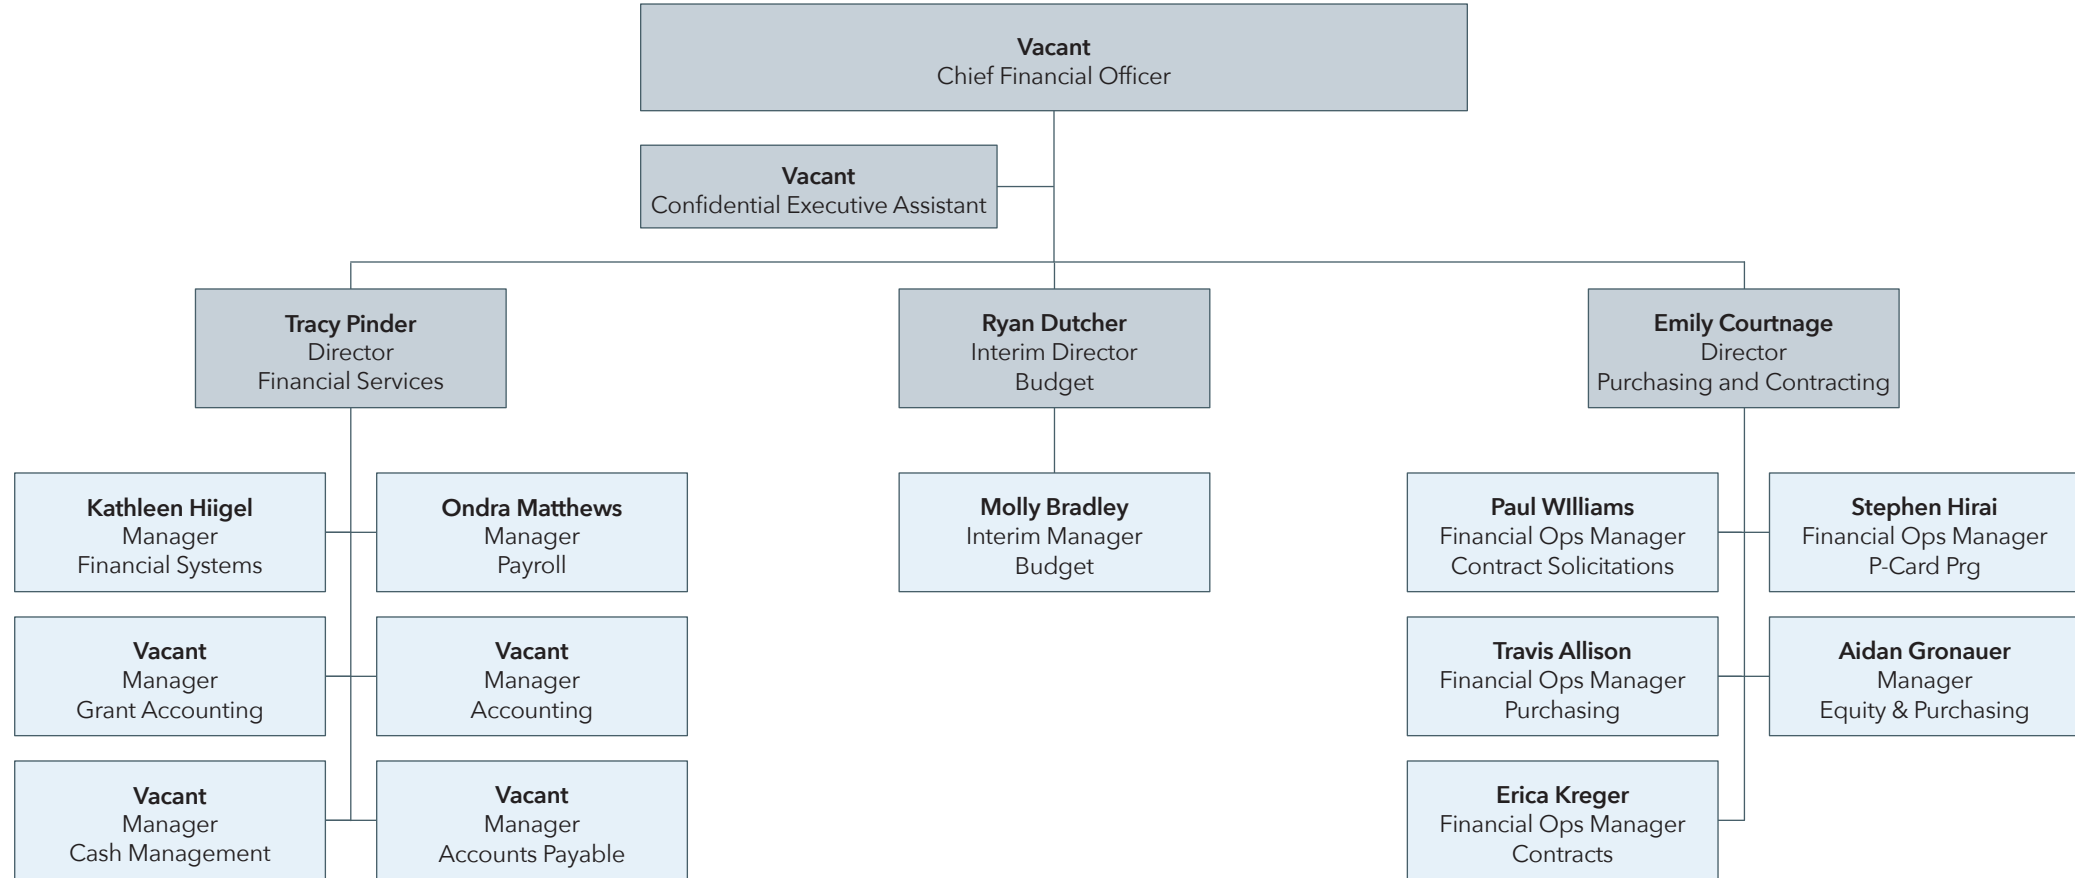 Vacant
Chief Financial Officer
Vacant
Confidential Executive Assistant
Tracy Pinder
Director
Financial Services
Ryan Dutcher
Interim Director
Budget
Emily Courtnage
Director
Purchasing and Contracting
Kathleen Hiigel
Manager
Financial Systems
Ondra Matthews
Manager
Payroll
Molly Bradley
Interim Manager
Budget
Paul WIlliams
Financial Ops Manager
Contract Solicitations
Stephen Hirai
Financial Ops Manager
P-Card Prg
Vacant
Manager
Grant Accounting
Vacant
Manager
Accounting
Travis Allison
Financial Ops Manager
Purchasing
Aidan Gronauer
Manager
Equity & Purchasing
Vacant
Manager
Cash Management
Vacant
Manager
Accounts Payable
Erica Kreger
Financial Ops Manager
Contracts